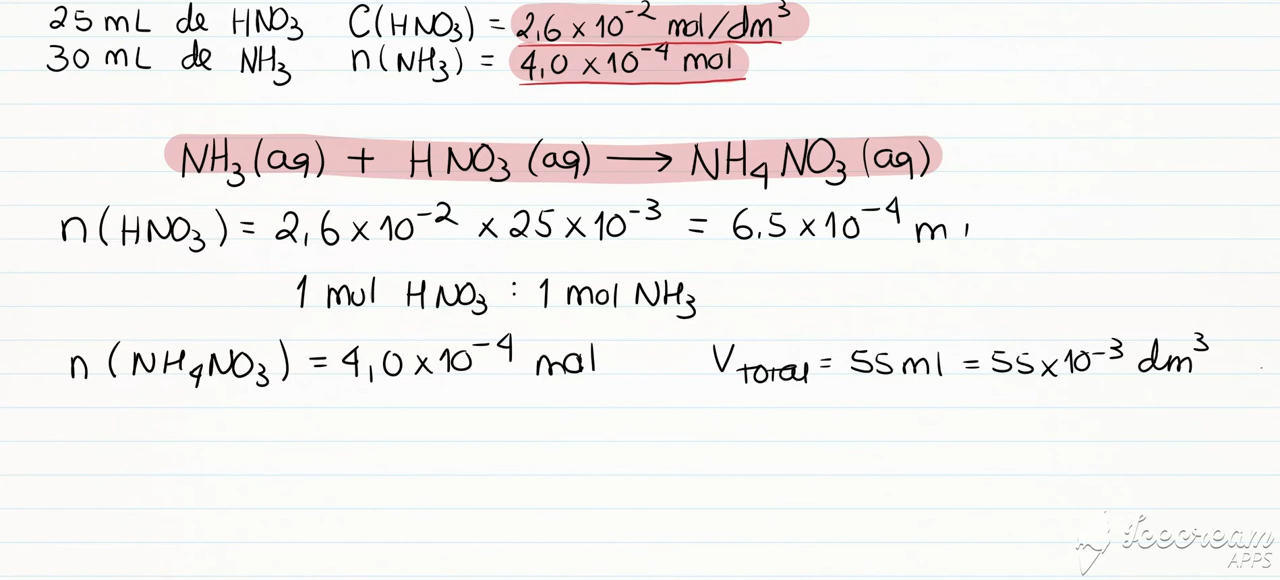 25 mL de HNO₃ C(HNO₃) = 2,6 × 10⁻² mol/dm³
30 mL de NH₃ n(NH₃) = 4,0 × 10⁻⁴ mol
NH₃ (aq) + HNO₃ (aq) → NH₄NO₃ (aq)
n(HNO₃) = 2,6 × 10⁻² × 25 × 10⁻³ = 6,5 × 10⁻⁴ m
1 mol HNO₃ : 1 mol NH₃
n (NH₄NO₃) = 4,0 × 10⁻⁴ mol V total = 55 ml = 55 × 10⁻³ dm³
Icecream
APPS